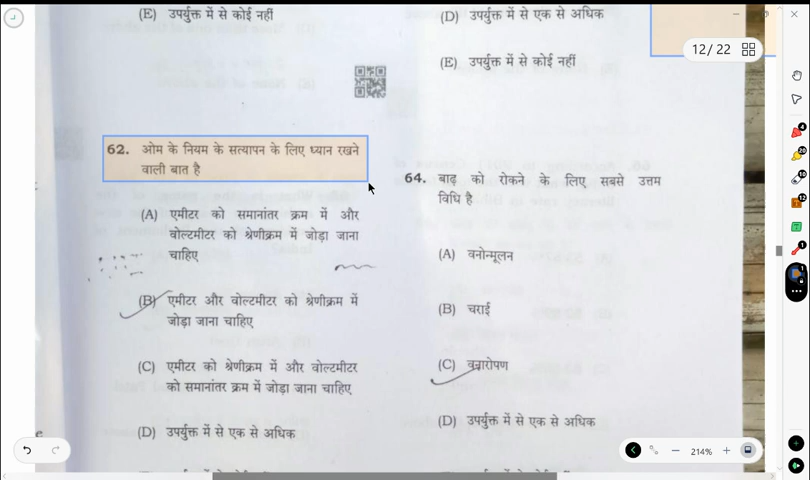 (E) उपर्युक्त में से कोई नहीं
62. ओम के नियम के सत्यापन के लिए ध्यान रखने
वाली बात है
(A) एमीटर को समानांतर क्रम में और
वोल्टमीटर को श्रेणीक्रम में जोड़ा जाना
चाहिए
(B) एमीटर और वोल्टमीटर को श्रेणीक्रम में
जोड़ा जाना चाहिए
(C) एमीटर को श्रेणीक्रम में और वोल्टमीटर
को समानांतर क्रम में जोड़ा जाना चाहिए
(D) उपर्युक्त में से एक से अधिक
(D) उपर्युक्त में से एक से अधिक
(E) उपर्युक्त में से कोई नहीं
64. बाढ़ को रोकने के लिए सबसे उत्तम
विधि है
(A) वनोन्मूलन
(B) चराई
(C) वनारोपण
(D) उपर्युक्त में से एक से अधिक
12/ 22
214%